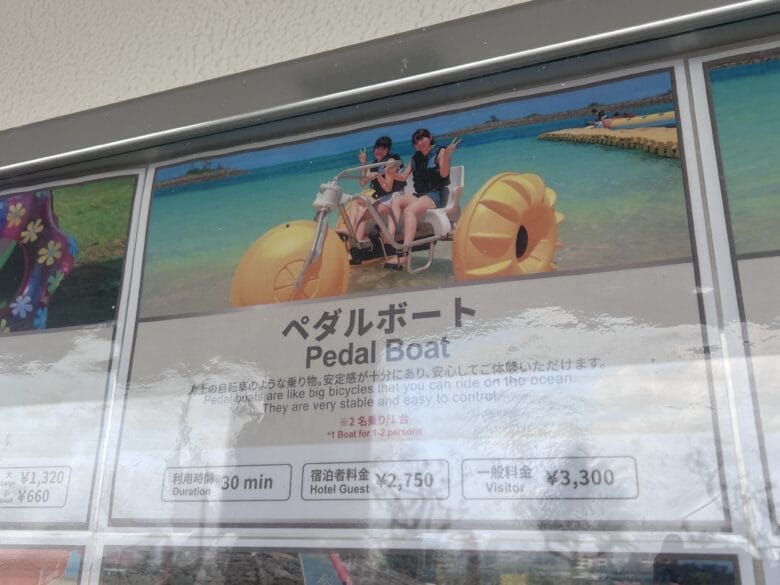 ペダルボート
Pedal Boat
上の自転車のような乗り物。安定感が十分にあり、安心してご体験いただけます。
Pedal boats are like big bicycles that you can ride on the ocean.
They are very stable and easy to control.
※2名乗り/1台
*1 Boat for 1-2 persons
利用時間
Duration
30 min
宿泊者料金
Hotel Guest
¥2,750
一般料金
Visitor
¥3,300
大
Large
¥1,320
小
Small
¥660